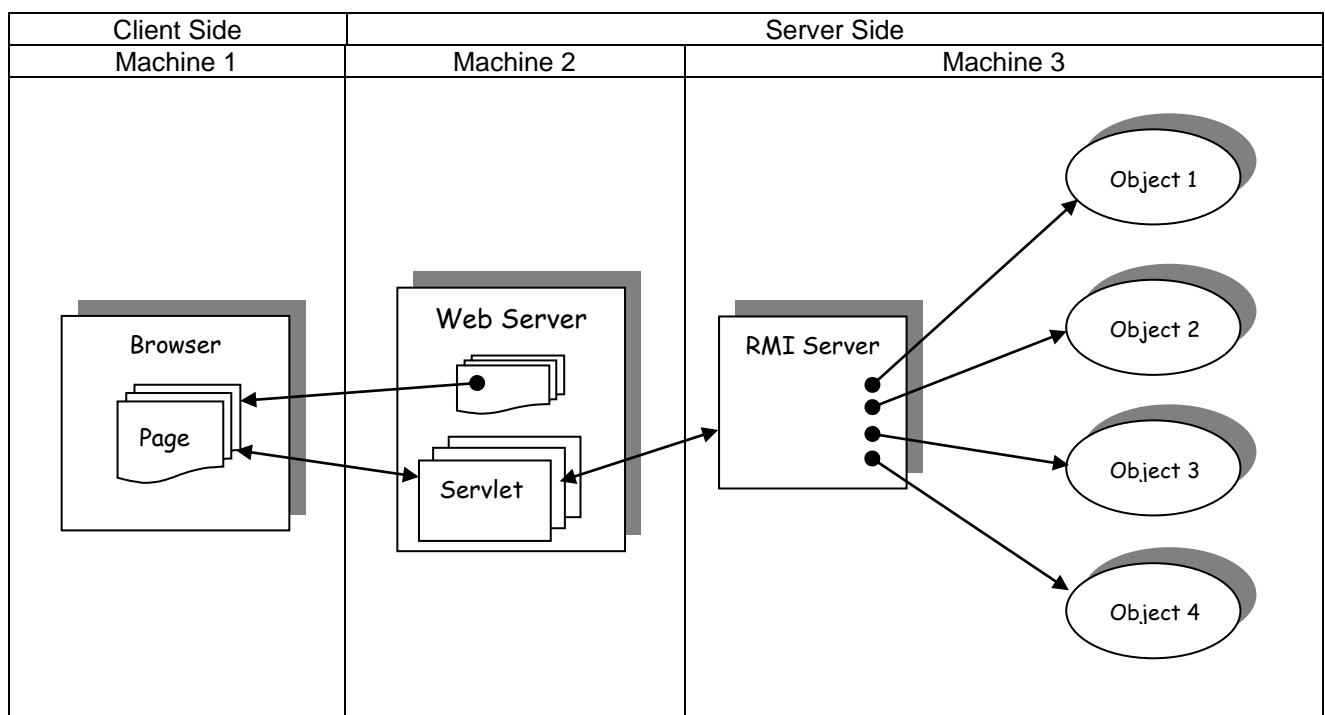 Client Side
Server Side
Machine 1
Machine 2
Machine 3
Browser
Page
Web Server
Servlet
RMI Server
Object 1
Object 2
Object 3
Object 4